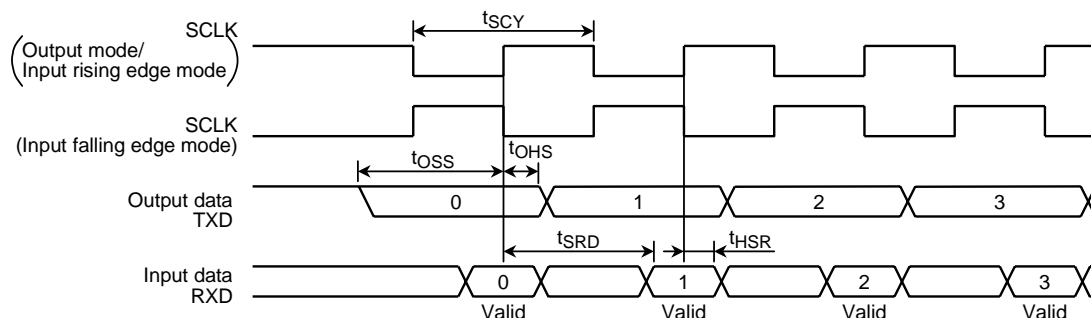 tSCY
SCLK
(Output mode/
Input rising edge mode)
SCLK
(Input falling edge mode)
tOSS
tOHS
Output data
TXD
0
1
2
3
tSRD
tHSR
Input data
RXD
0
1
2
3
Valid
Valid
Valid
Valid